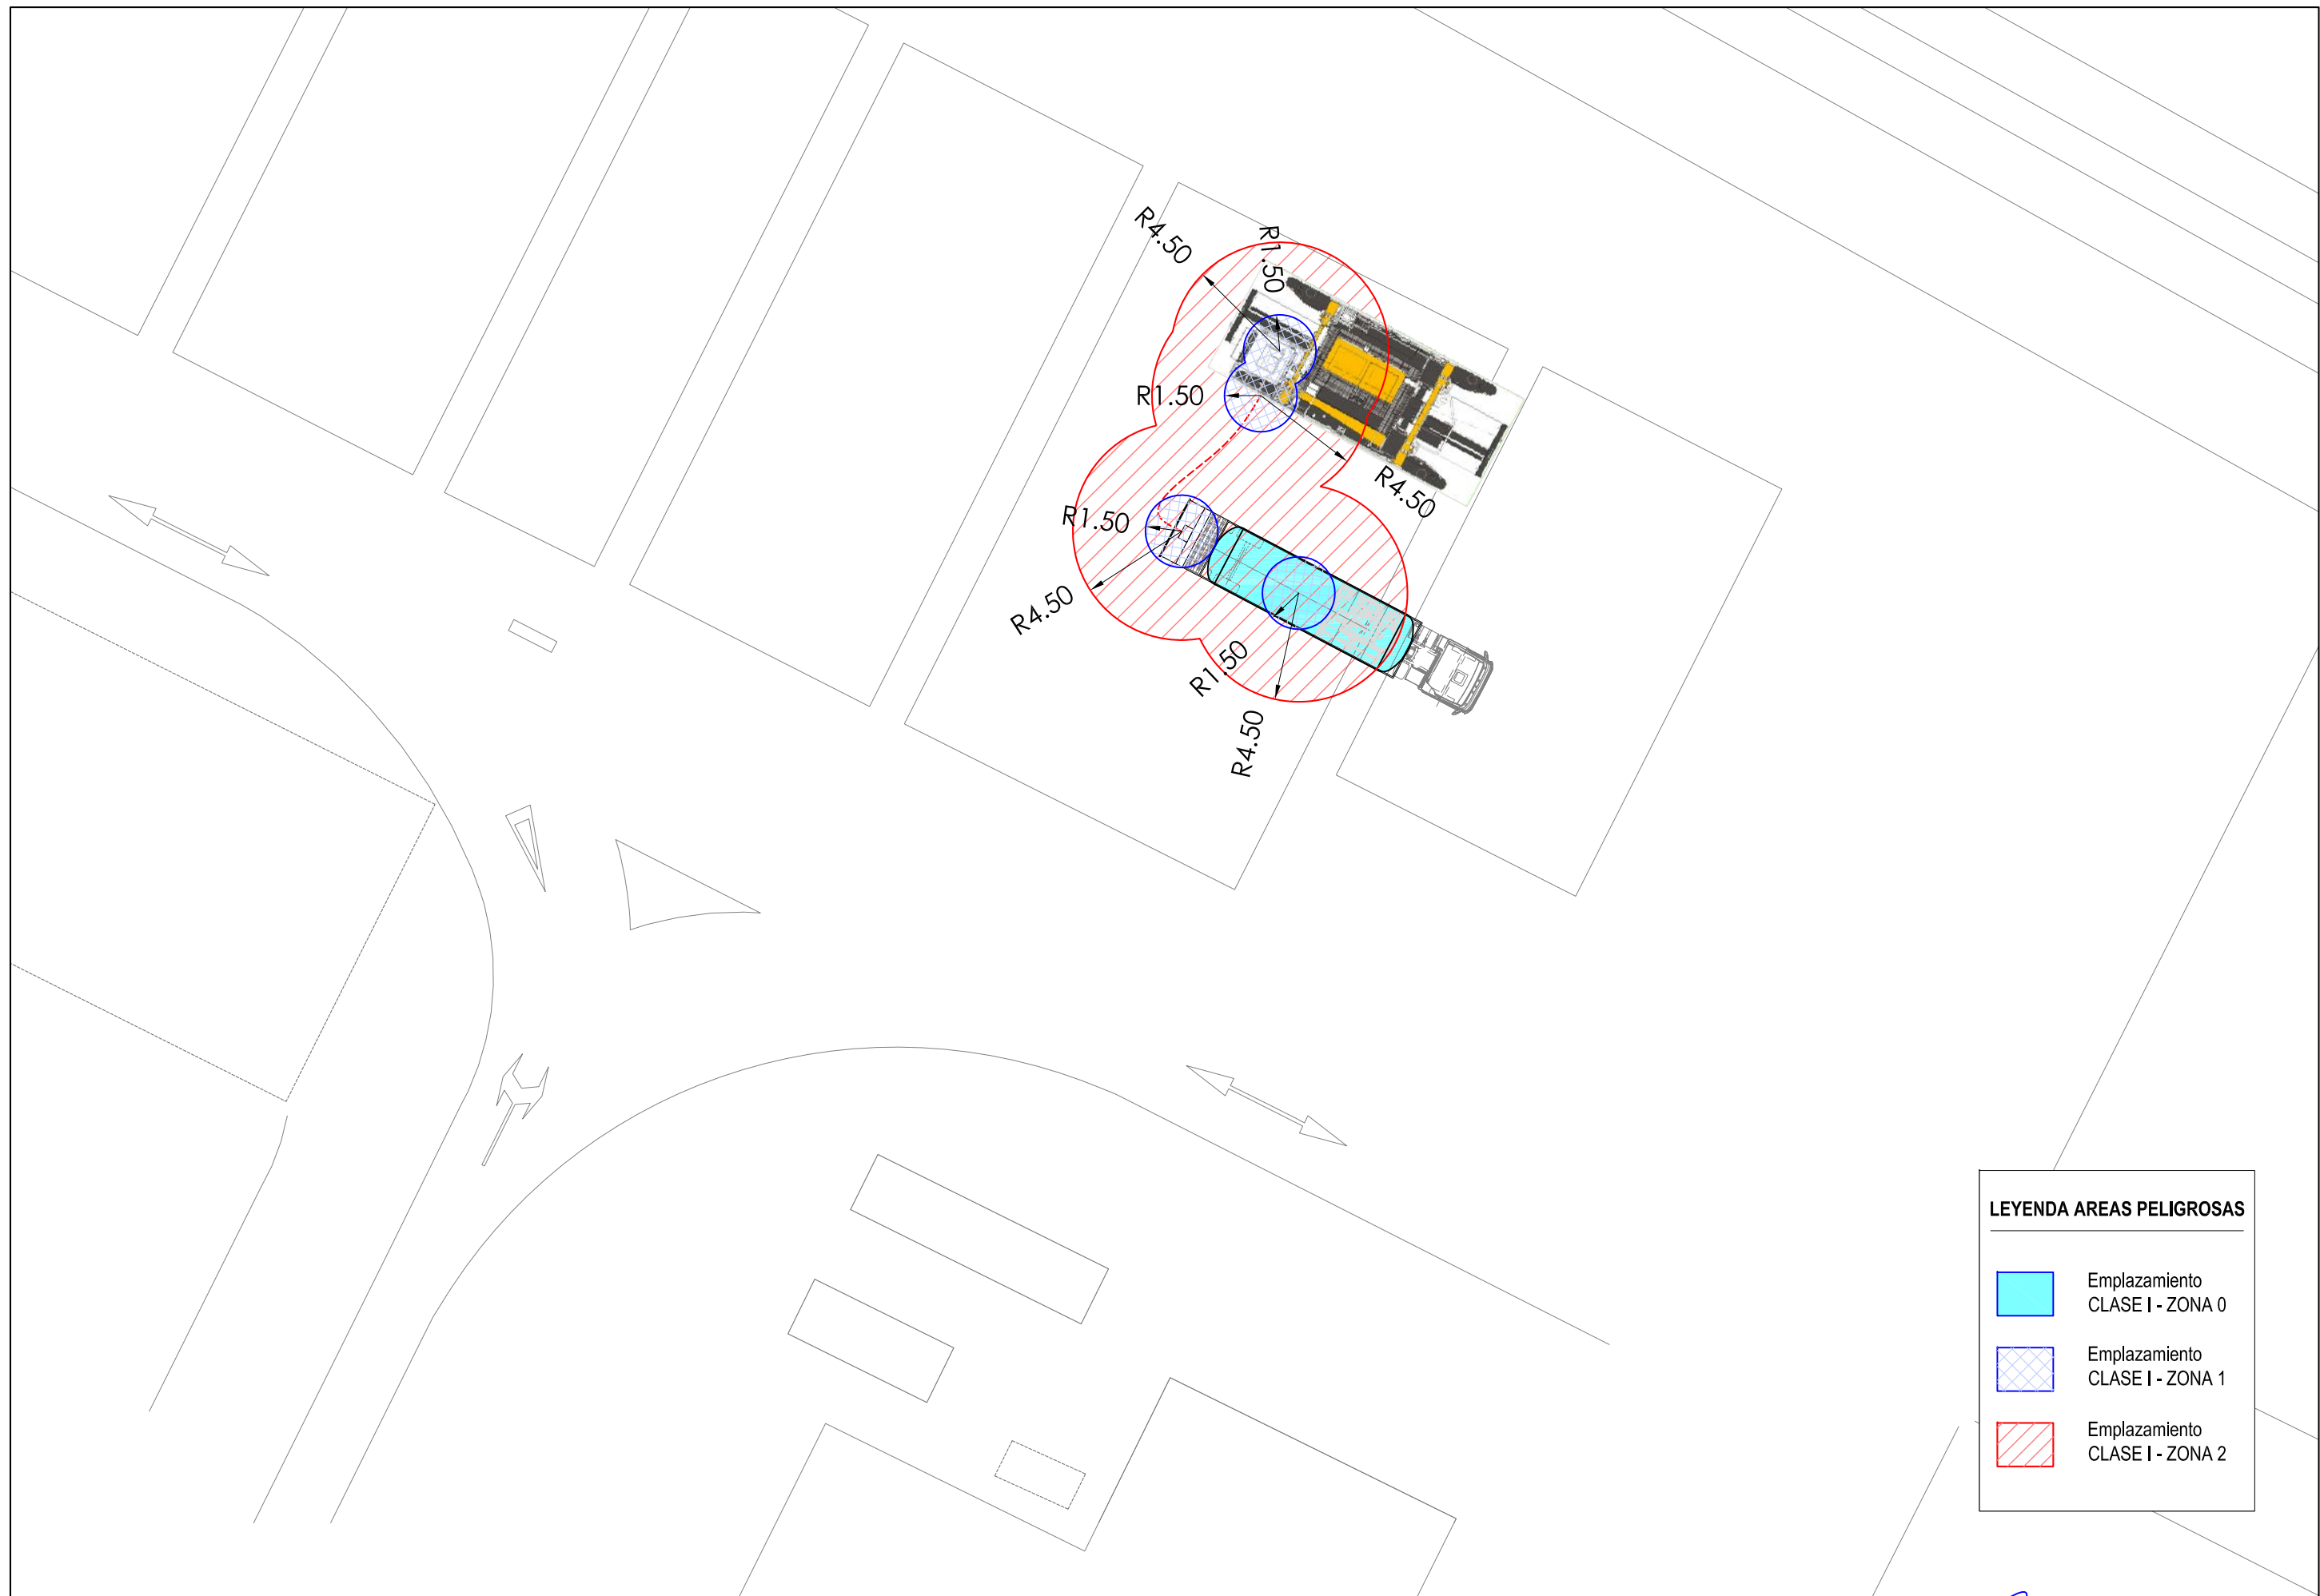 R4.50
R1.50
R1.50
R4.50
R1.50
R4.50
R1.50
R4.50
LEYENDA AREAS PELIGROSAS
Emplazamiento
CLASE I - ZONA 0
Emplazamiento
CLASE I - ZONA 1
Emplazamiento
CLASE I - ZONA 2